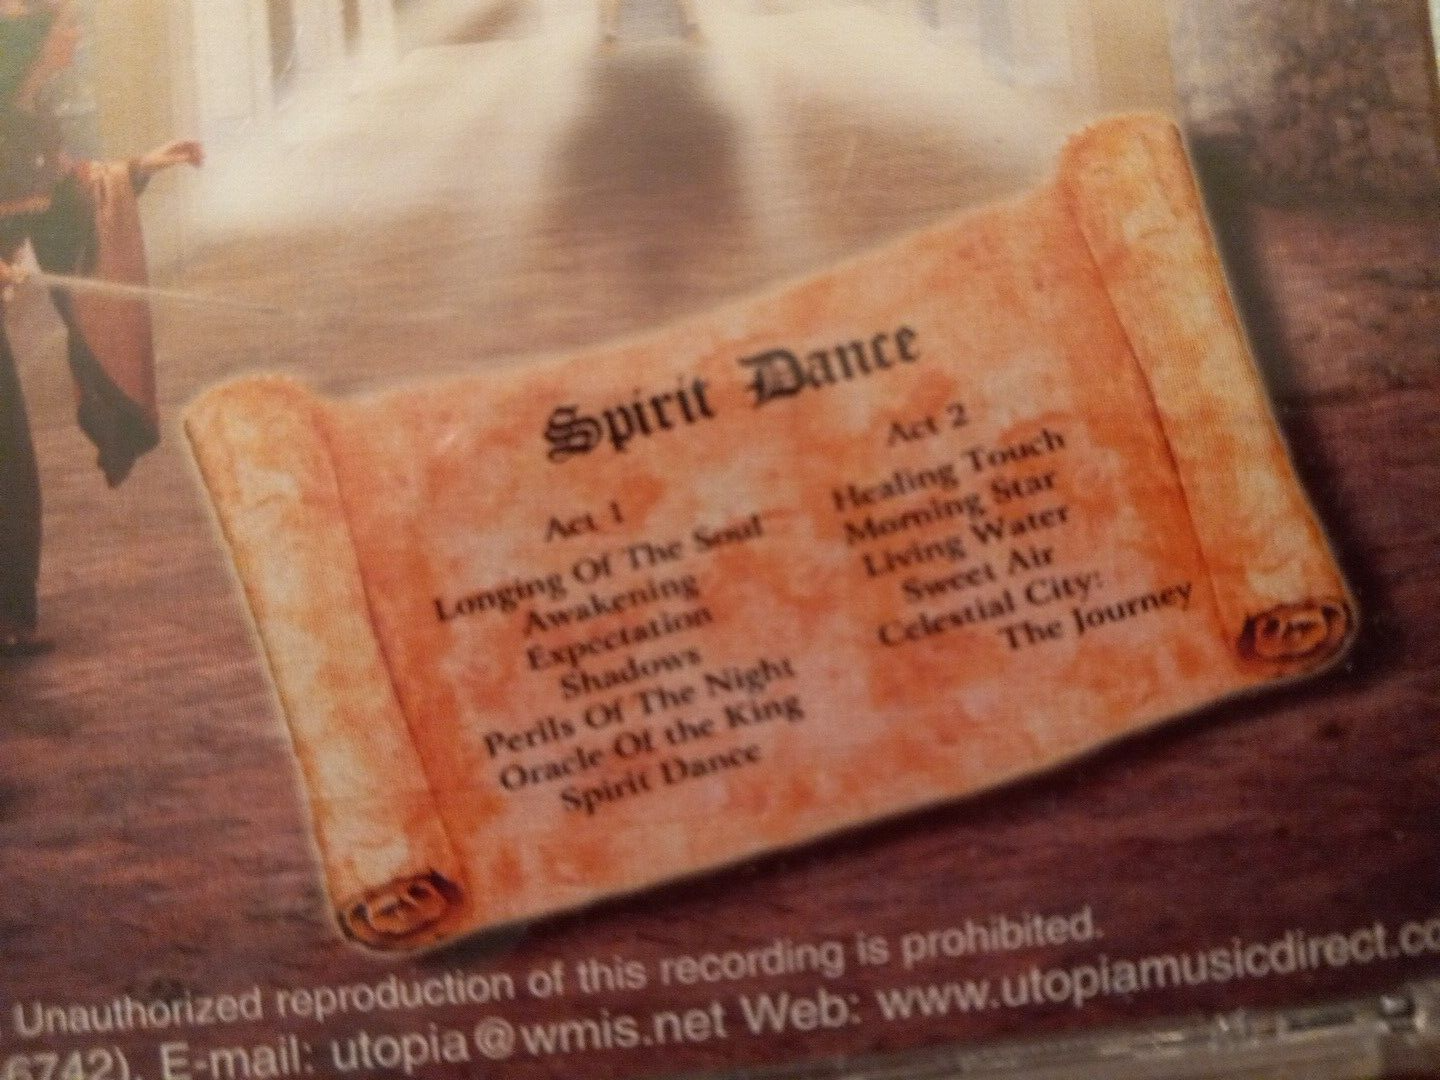 Spirit Dance
Act 1
Longing Of The Soul
Awakening
Expectation
Shadows
Perils Of The Night
Oracle Of the King
Spirit Dance
Act 2
Healing Touch
Morning Star
Living Water
Sweet Air
Celestial City:
The Journey
Unauthorized reproduction of this recording is prohibited.
6742). E-mail: utopia@wmis.net Web: www.utopiamusicdirect.co